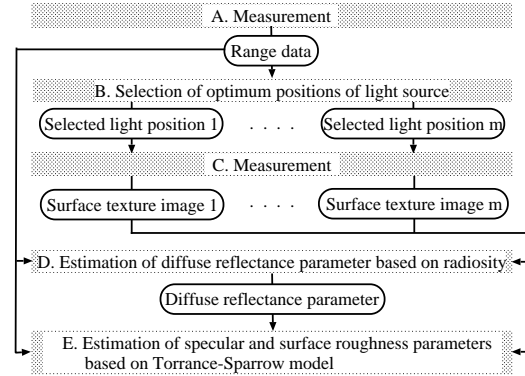 A. Measurement
Range data
B. Selection of optimum positions of light source
Selected light position 1 . . . . Selected light position m
C. Measurement
Surface texture image 1 . . . . Surface texture image m
D. Estimation of diffuse reflectance parameter based on radiosity
Diffuse reflectance parameter
E. Estimation of specular and surface roughness parameters
based on Torrance-Sparrow model